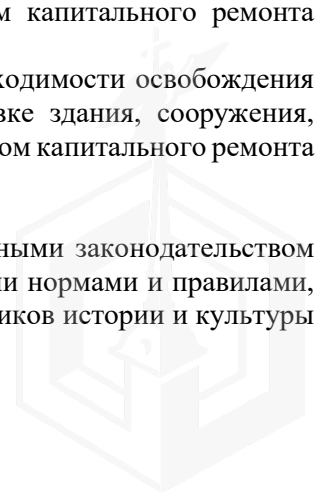 м капитального ремонта
ходимости освобождения
вке здания, сооружения,
ом капитального ремонта
ными законодательством
и нормами и правилами,
иков истории и культуры